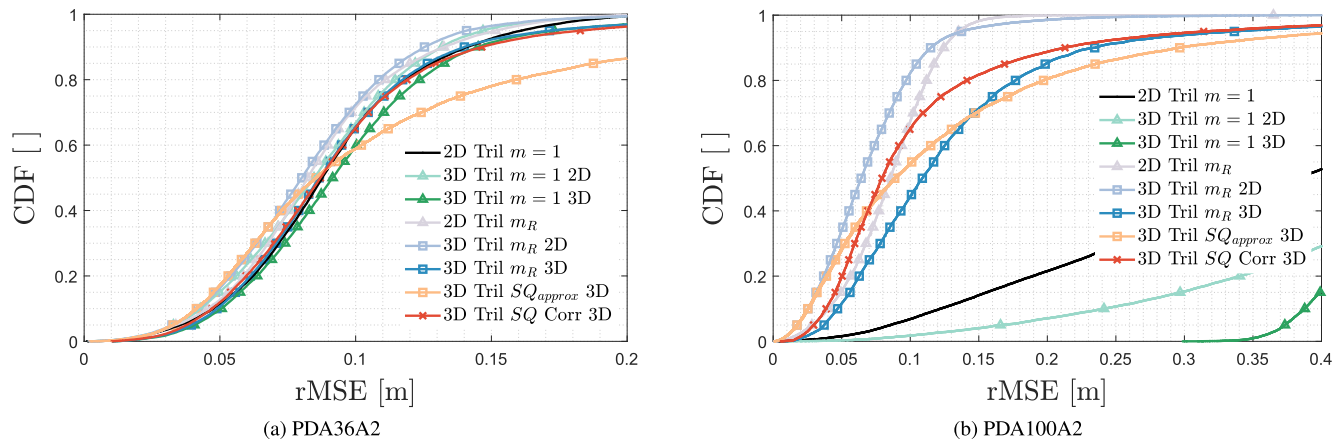 1
0.8
0.6
0.4
0.2
0
CDF [ ]
0 0.05 0.1 0.15 0.2
rMSE [m]
2D Tril m = 1
3D Tril m = 1 2D
3D Tril m = 1 3D
2D Tril m_R
3D Tril m_R 2D
3D Tril m_R 3D
3D Tril SQ_approx 3D
3D Tril SQ Corr 3D
(a) PDA36A2
1
0.8
0.6
0.4
0.2
0
CDF [ ]
0 0.05 0.1 0.15 0.2 0.25 0.3 0.35 0.4
rMSE [m]
2D Tril m = 1
3D Tril m = 1 2D
3D Tril m = 1 3D
2D Tril m_R
3D Tril m_R 2D
3D Tril m_R 3D
3D Tril SQ_approx 3D
3D Tril SQ Corr 3D
(b) PDA100A2